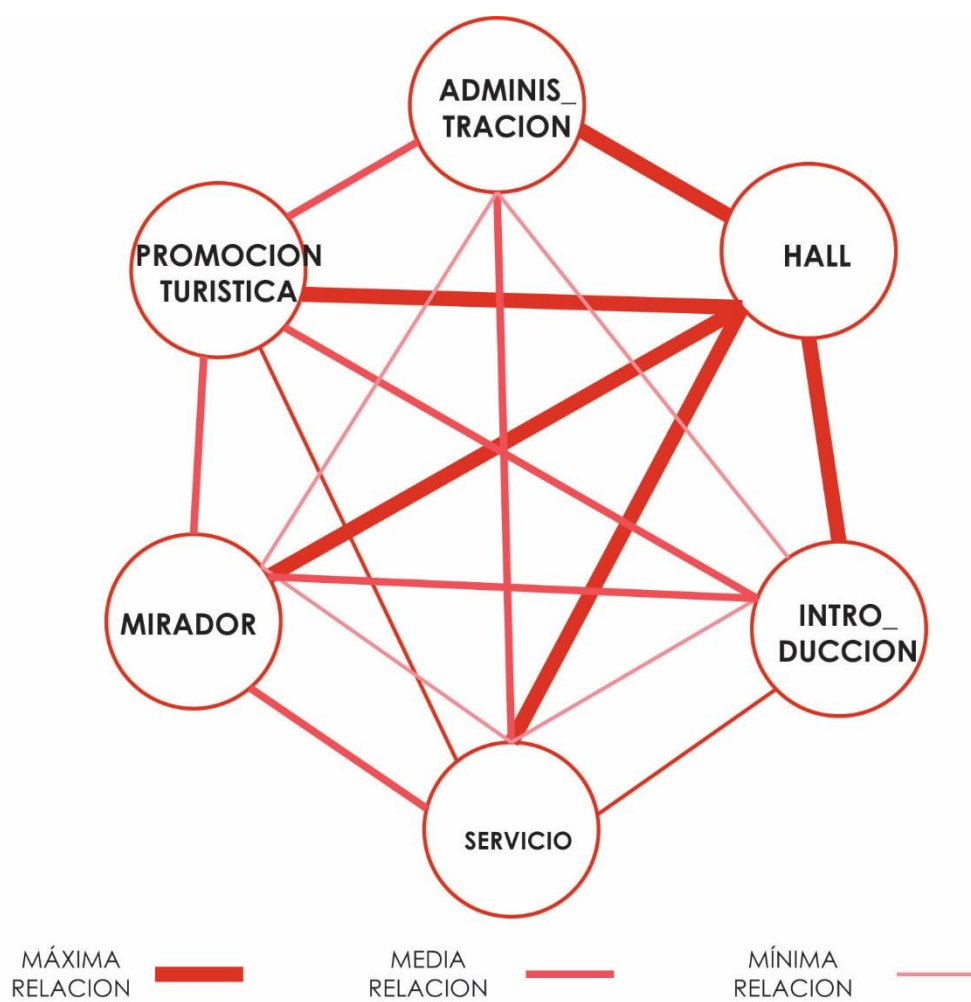 ADMINIS_
TRACION
HALL
PROMOCION
TURISTICA
MIRADOR
INTRO_
DUCCION
SERVICIO
MÁXIMA
RELACION
MEDIA
RELACION
MÍNIMA
RELACION